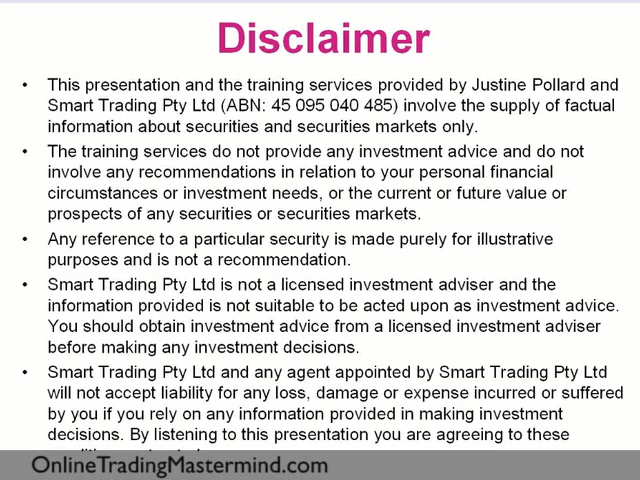 Disclaimer
• This presentation and the training services provided by Justine Pollard and
Smart Trading Pty Ltd (ABN: 45 095 040 485) involve the supply of factual
information about securities and securities markets only.
• The training services do not provide any investment advice and do not
involve any recommendations in relation to your personal financial
circumstances or investment needs, or the current or future value or
prospects of any securities or securities markets.
• Any reference to a particular security is made purely for illustrative
purposes and is not a recommendation.
• Smart Trading Pty Ltd is not a licensed investment adviser and the
information provided is not suitable to be acted upon as investment advice.
You should obtain investment advice from a licensed investment adviser
before making any investment decisions.
• Smart Trading Pty Ltd and any agent appointed by Smart Trading Pty Ltd
will not accept liability for any loss, damage or expense incurred or suffered
by you if you rely on any information provided in making investment
decisions. By listening to this presentation you are agreeing to these
OnlineTradingMastermind.com